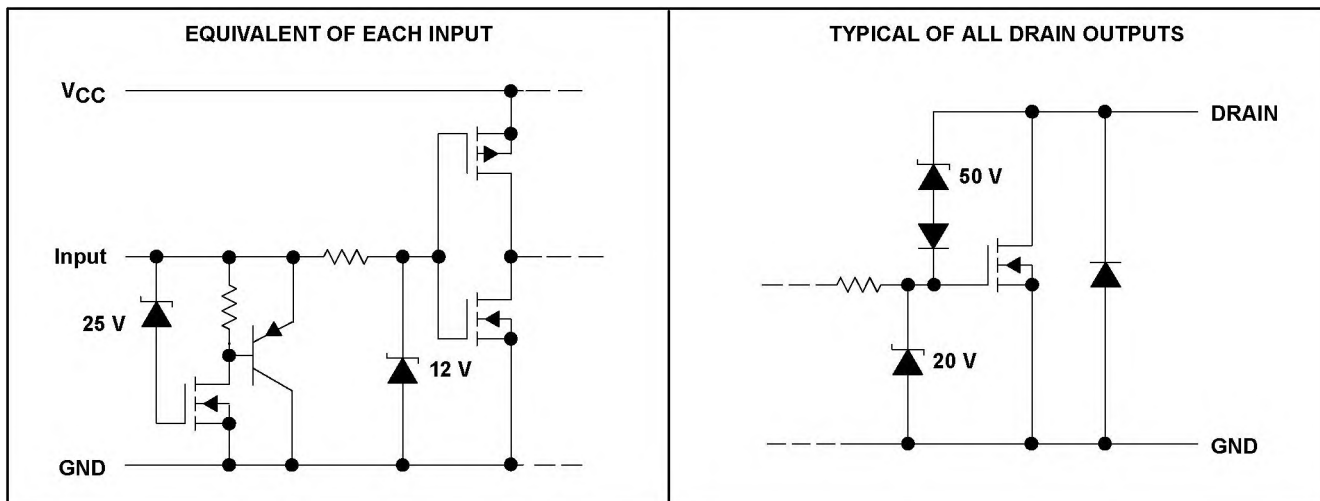 EQUIVALENT OF EACH INPUT
VCC
Input
25 V
12 V
GND
TYPICAL OF ALL DRAIN OUTPUTS
DRAIN
50 V
20 V
GND